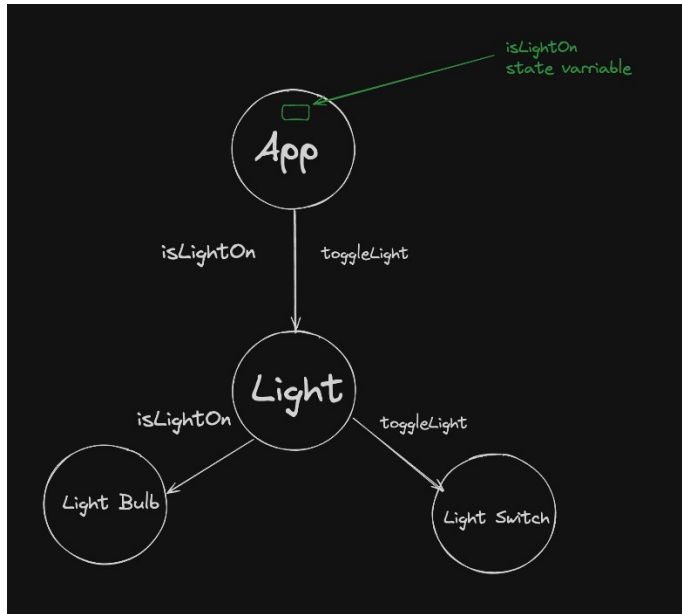 isLightOn
state varriable
App
isLightOn
toggleLight
Light
isLightOn
toggleLight
Light Bulb
Light Switch